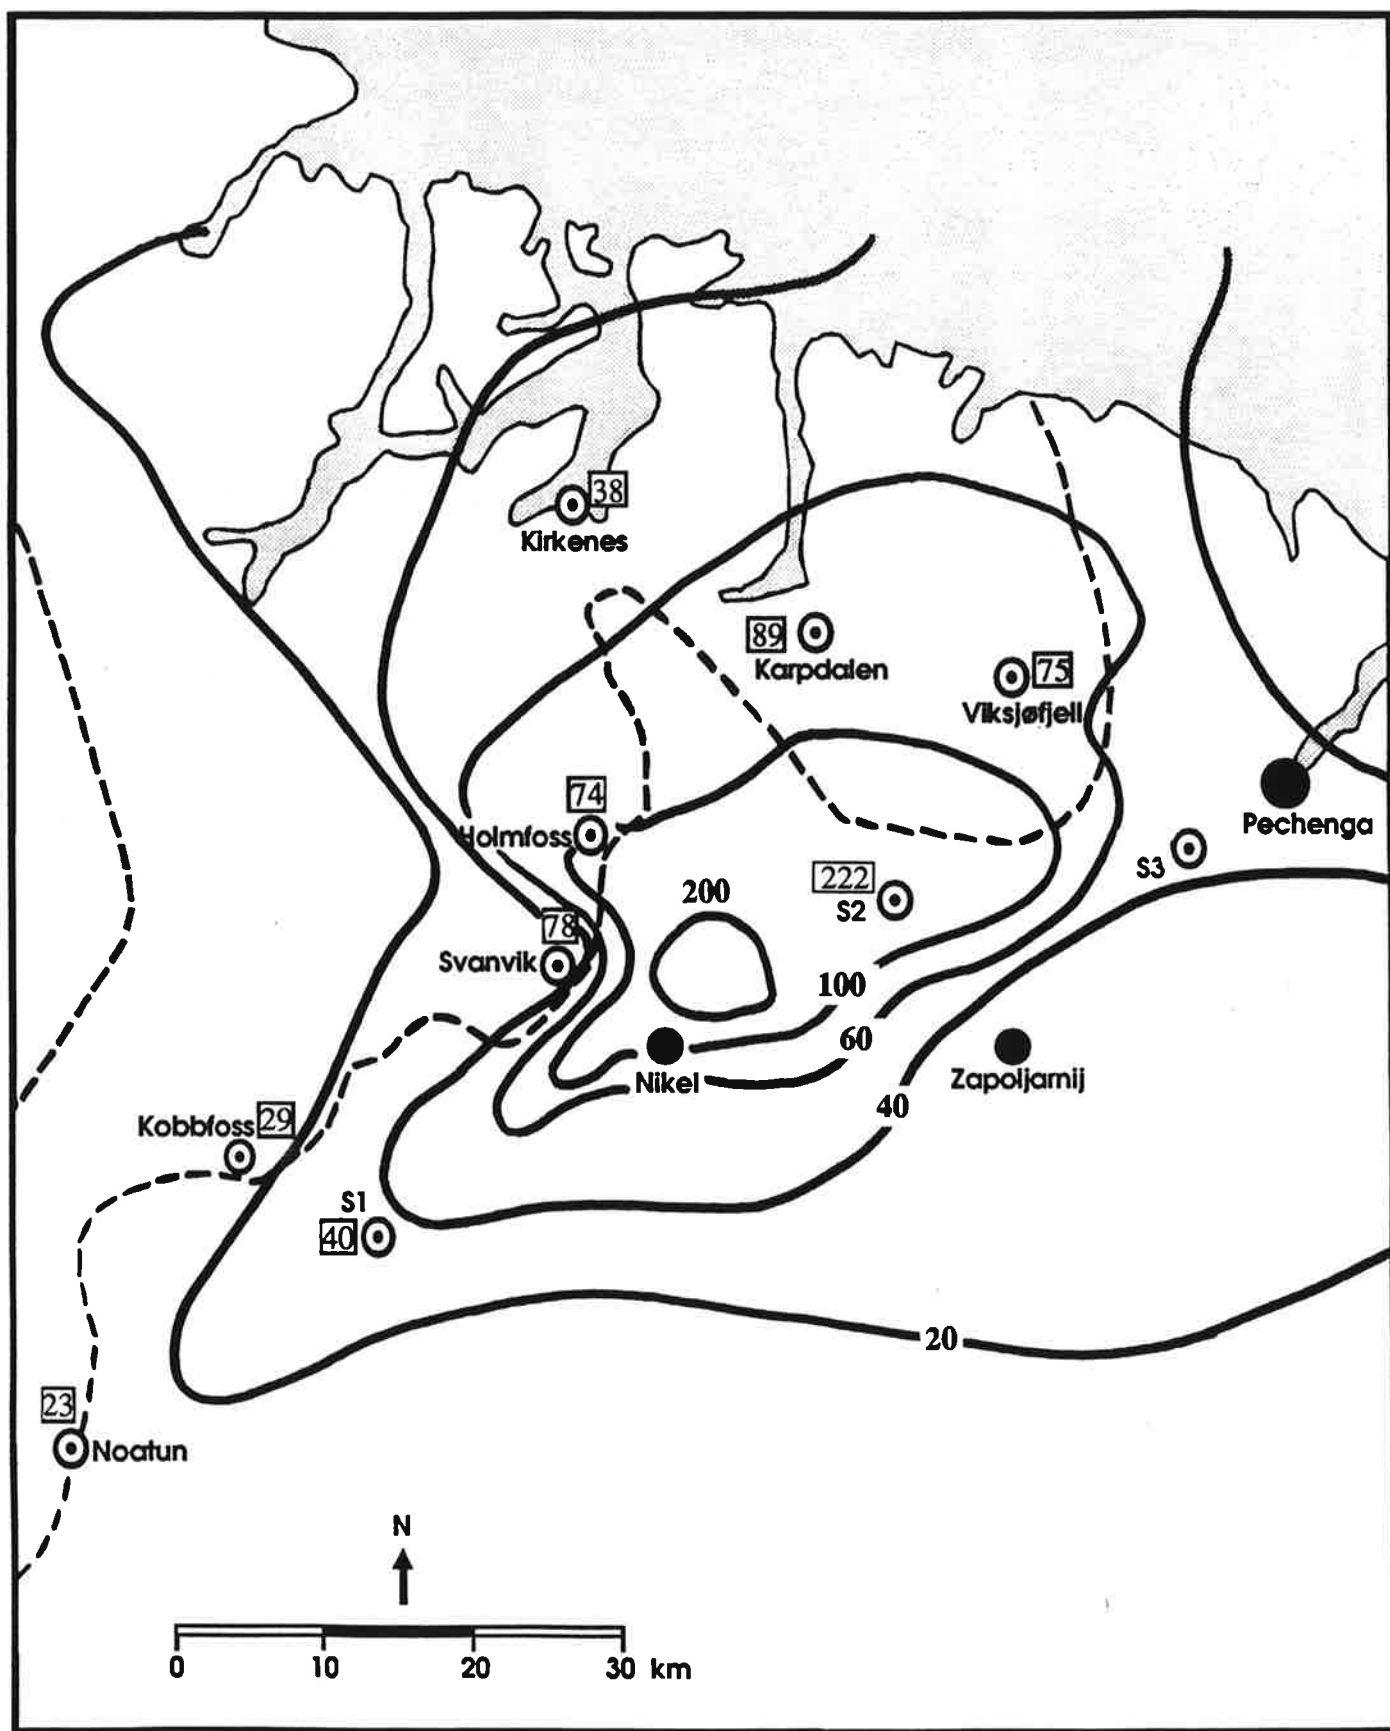 38
Kirkenes
89
Karpdalen
75
Viksjøfjell
74
Holmfoss
Pechenga
S3
222
S2
200
78
Svanvik
100
60
Nikel
Zapoljarnij
40
Kobbfoss 29
S1
40
20
23
Noatun
N
0 10 20 30 km